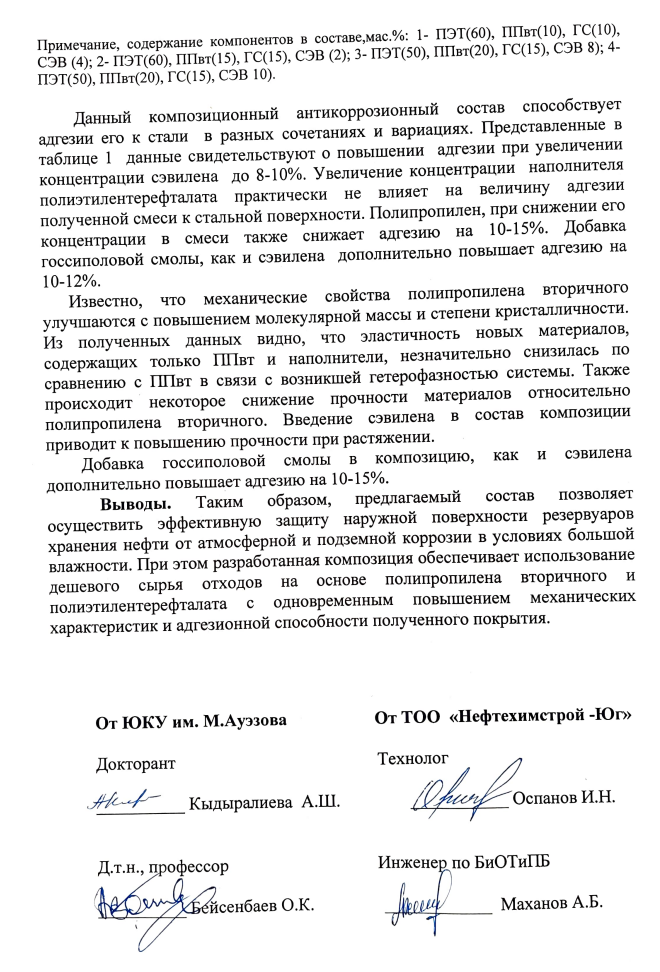 Примечание, содержание компонентов в составе,мас.%: 1- ПЭТ(60), ППвт(10), ГС(10),
СЭВ (4); 2- ПЭТ(60), ППвт(15), ГС(15), СЭВ (2); 3- ПЭТ(50), ППвт(20), ГС(15), СЭВ 8); 4-
ПЭТ(50), ППвт(20), ГС(15), СЭВ 10).
Данный композиционный антикоррозионный состав способствует
адгезии его к стали в разных сочетаниях и вариациях. Представленные в
таблице 1 данные свидетельствуют о повышении адгезии при увеличении
концентрации сэвилена до 8-10%. Увеличение концентрации наполнителя
полиэтилентерефталата практически не влияет на величину адгезии
полученной смеси к стальной поверхности. Полипропилен, при снижении его
концентрации в смеси также снижает адгезию на 10-15%. Добавка
госсиполовой смолы, как и сэвилена дополнительно повышает адгезию на
10-12%.
Известно, что механические свойства полипропилена вторичного
улучшаются с повышением молекулярной массы и степени кристалличности.
Из полученных данных видно, что эластичность новых материалов,
содержащих только ППвт и наполнители, незначительно снизилась по
сравнению с ППвт в связи с возникшей гетерофазностью системы. Также
происходит некоторое снижение прочности материалов относительно
полипропилена вторичного. Введение сэвилена в состав композиции
приводит к повышению прочности при растяжении.
Добавка госсиполовой смолы в композицию, как и сэвилена
дополнительно повышает адгезию на 10-15%.
Выводы. Таким образом, предлагаемый состав позволяет
осуществить эффективную защиту наружной поверхности резервуаров
хранения нефти от атмосферной и подземной коррозии в условиях большой
влажности. При этом разработанная композиция обеспечивает использование
дешевого сырья отходов на основе полипропилена вторичного и
полиэтилентерефталата с одновременным повышением механических
характеристик и адгезионной способности полученного покрытия.
От ЮКУ им. М.Ауэзова
От ТОО «Нефтехимстрой -Юг»
Докторант
Технолог
Кыдыралиева А.Ш.
Оспанов И.Н.
Д.т.н., профессор
Инженер по БиОТиПБ
Бейсенбаев О.К.
Маханов А.Б.